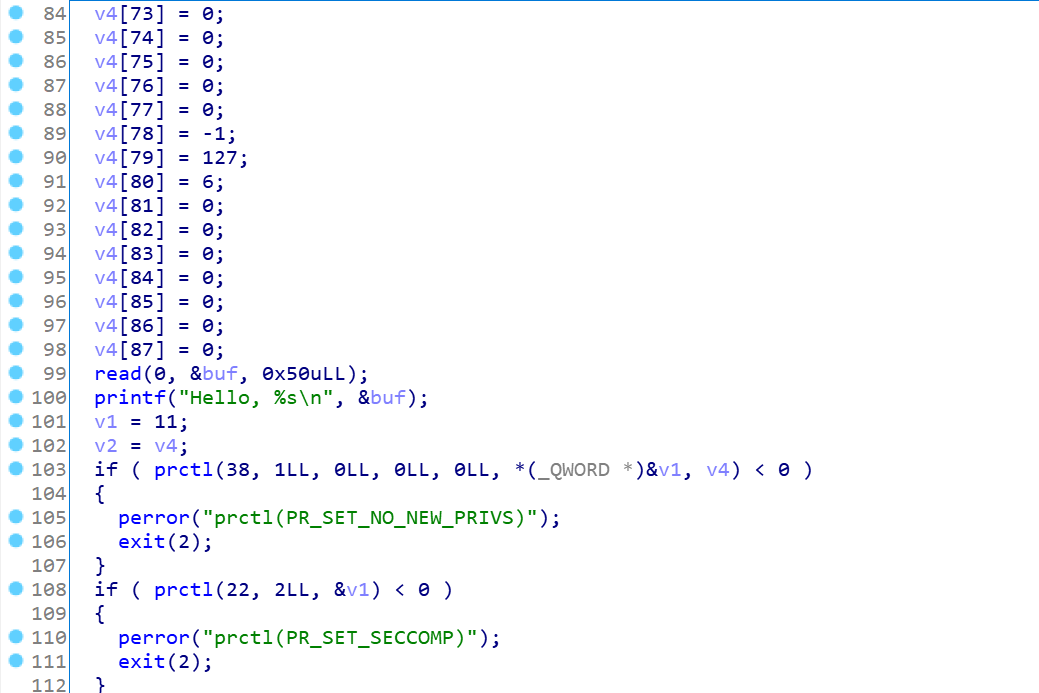 84 v4[73] = 0;
85 v4[74] = 0;
86 v4[75] = 0;
87 v4[76] = 0;
88 v4[77] = 0;
89 v4[78] = -1;
90 v4[79] = 127;
91 v4[80] = 6;
92 v4[81] = 0;
93 v4[82] = 0;
94 v4[83] = 0;
95 v4[84] = 0;
96 v4[85] = 0;
97 v4[86] = 0;
98 v4[87] = 0;
99 read(0, &buf, 0x50uLL);
100 printf("Hello, %s\n", &buf);
101 v1 = 11;
102 v2 = v4;
103 if ( prctl(38, 1LL, 0LL, 0LL, 0LL, *(_QWORD *)&v1, v4) < 0 )
104 {
105   perror("prctl(PR_SET_NO_NEW_PRIVS)");
106   exit(2);
107 }
108 if ( prctl(22, 2LL, &v1) < 0 )
109 {
110   perror("prctl(PR_SET_SECCOMP)");
111   exit(2);
112 }